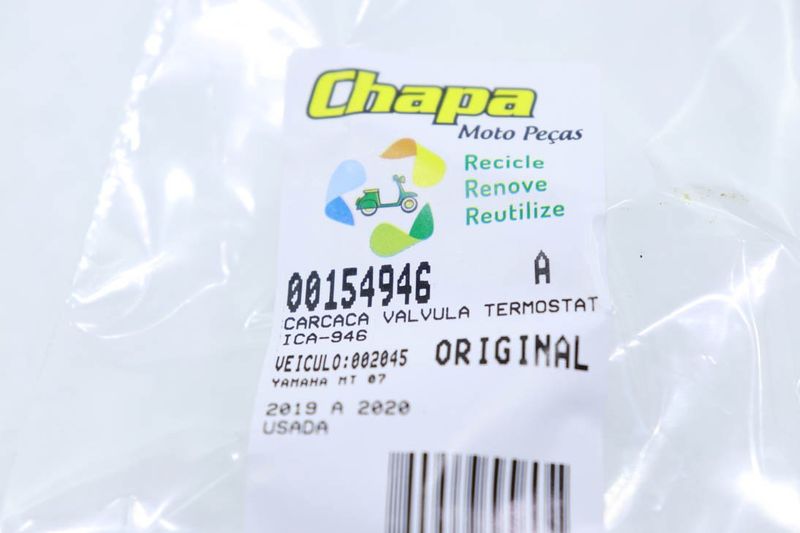 Chapa
Moto Peças
Recicle
Renove
Reutilize
00154946 A
CARCACA VALVULA TERMOSTAT
ICA-946
VEICULO:002045 ORIGINAL
YAMAHA MT 07
2019 A 2020
USADA